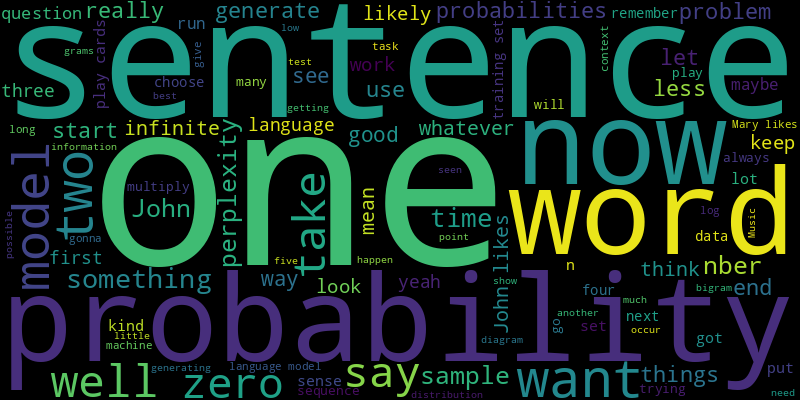 question really generate likely probabilities remember problem
sentence
grams run low
three play cards give choose best many see task work test use getting training set context let play less maybe
long start infinite language good whatever will Mary likes keep
one now
information model two multiply John perplexity take mean time always lot
word
possible gonna first seen point log data Music
something way five look happen yeah John likes n think nber
probability
kind little machine show four much bigram end
diagram go another set occur next got put
well generating zero language model sense sequence say sample distribution want things trying need